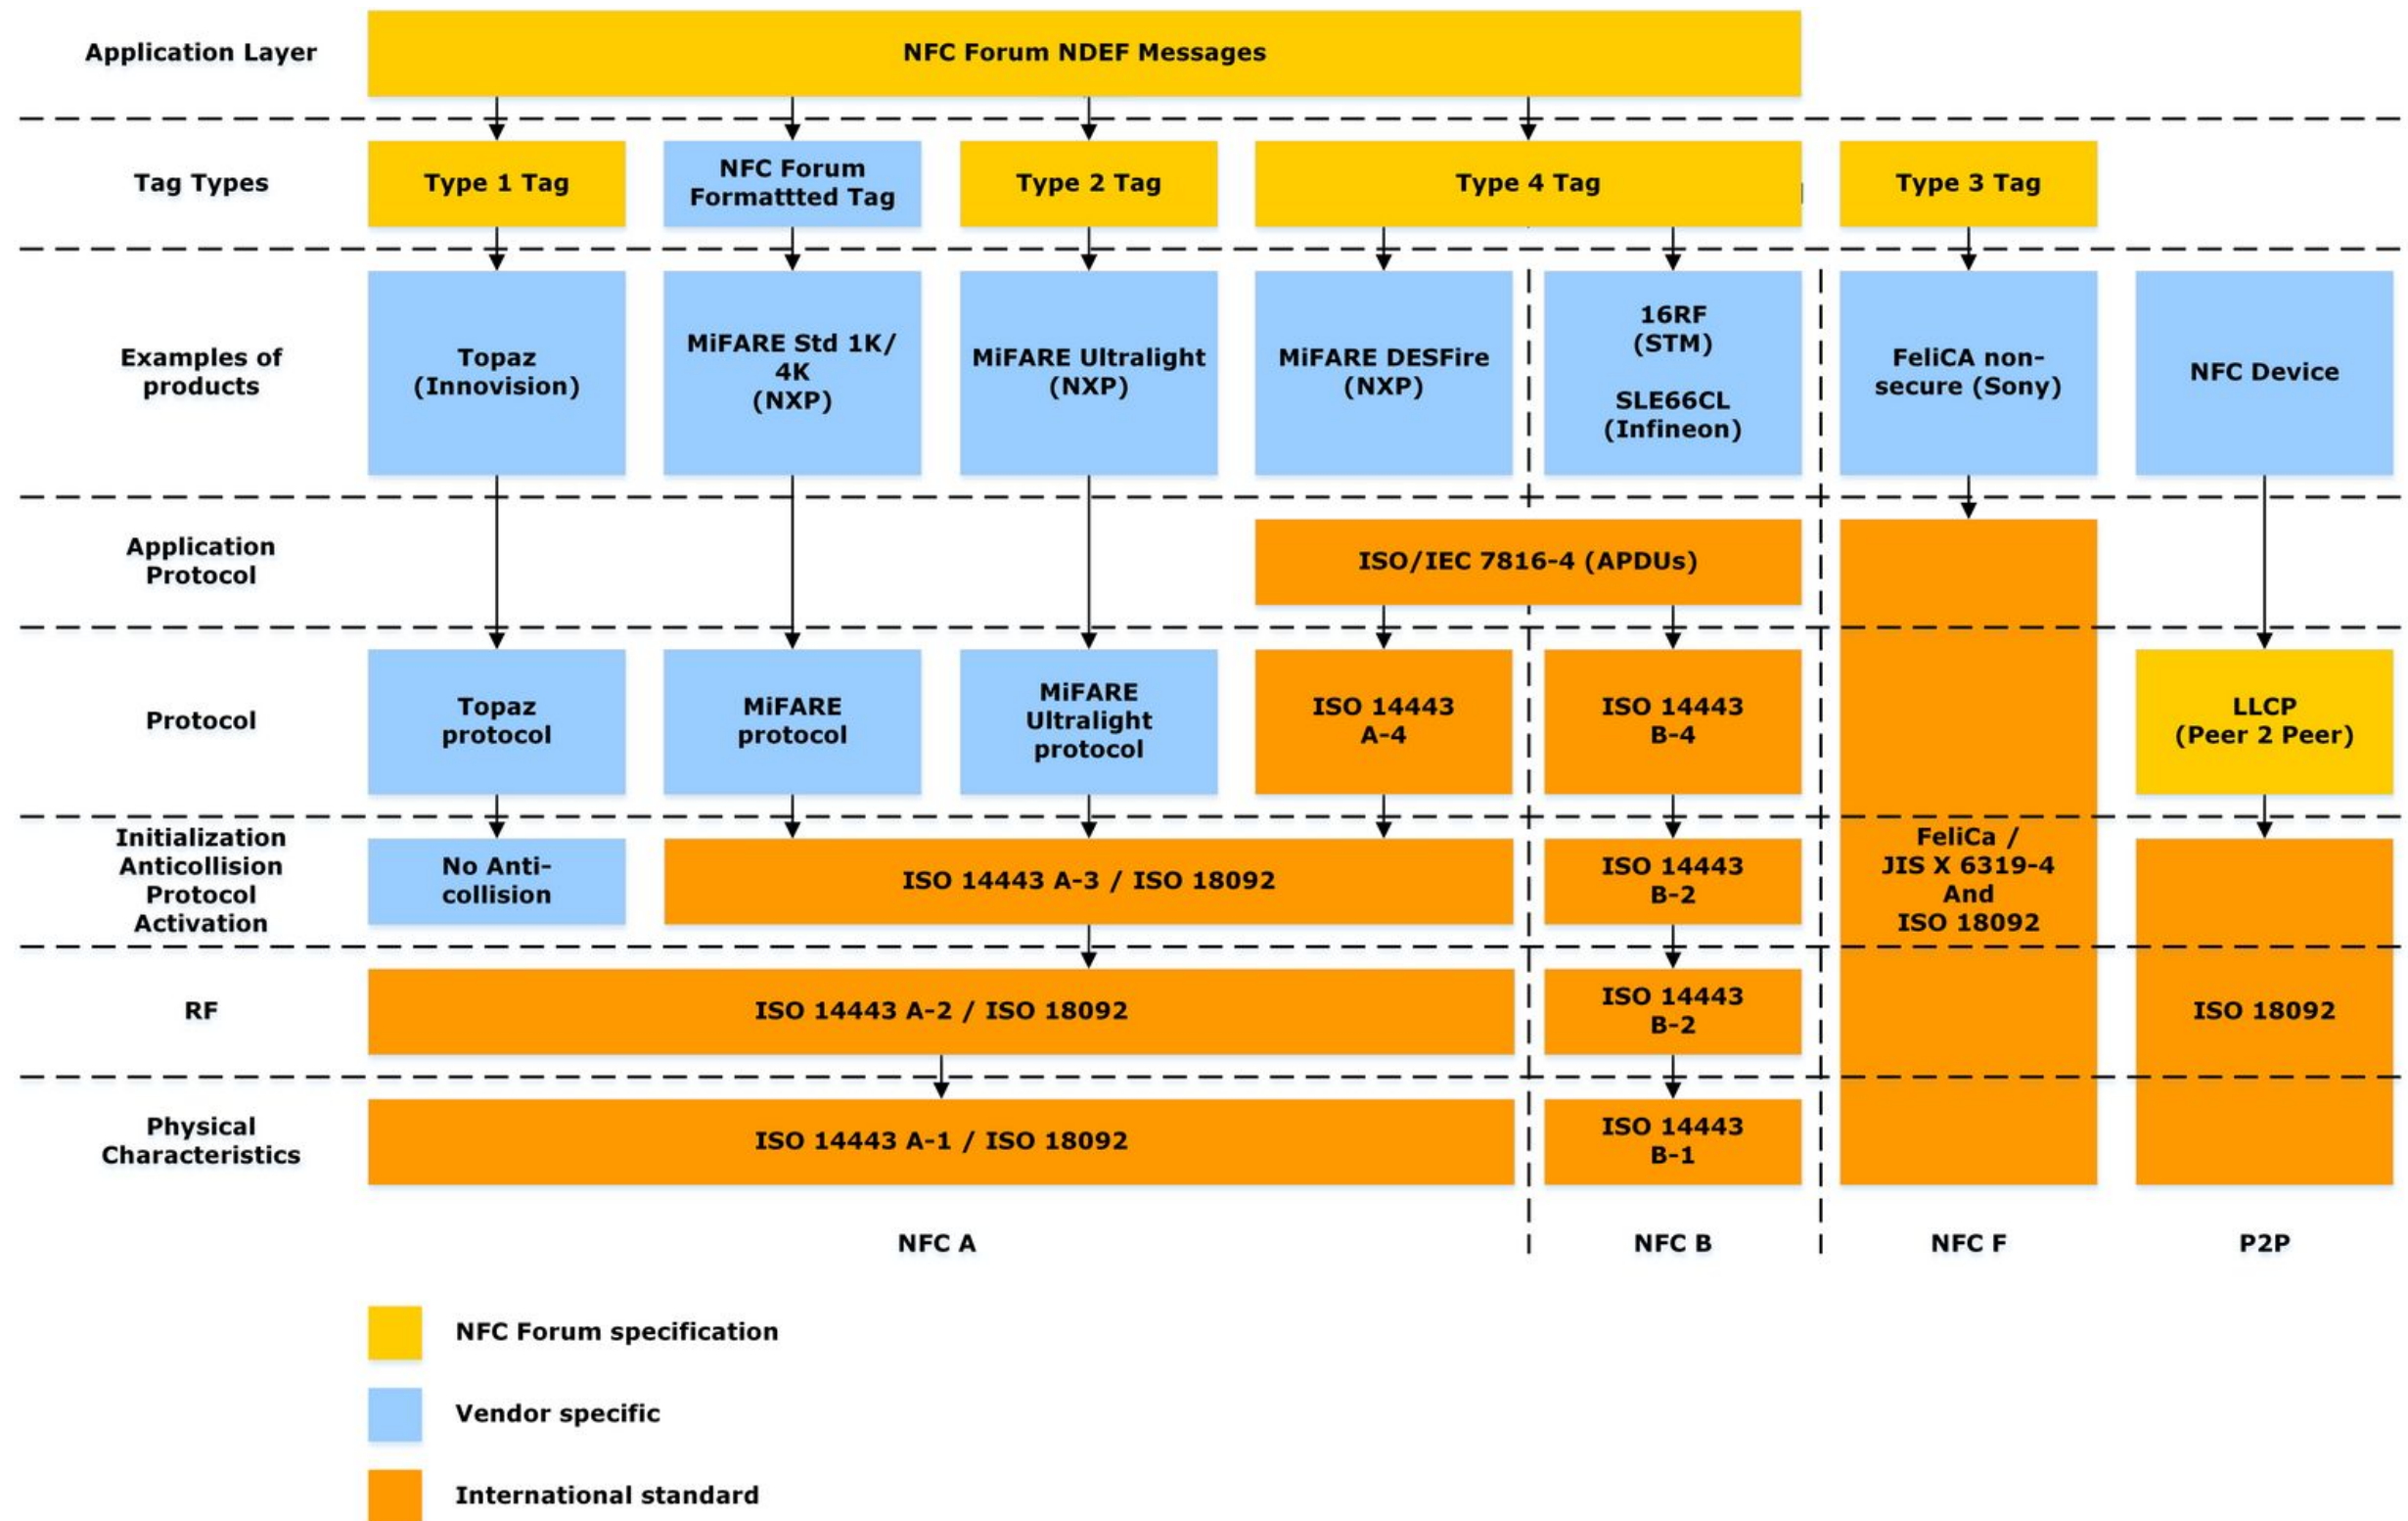 Application Layer
NFC Forum NDEF Messages
Tag Types
Type 1 Tag
NFC Forum
Formattted Tag
Type 2 Tag
Type 4 Tag
Type 3 Tag
Examples of
products
Topaz
(Innovision)
MiFARE Std 1K/
4K
(NXP)
MiFARE Ultralight
(NXP)
MiFARE DESFire
(NXP)
16RF
(STM)
SLE66CL
(Infineon)
FeliCA non-
secure (Sony)
NFC Device
Application
Protocol
ISO/IEC 7816-4 (APDUs)
Protocol
Topaz
protocol
MiFARE
protocol
MiFARE
Ultralight
protocol
ISO 14443
A-4
ISO 14443
B-4
LLCP
(Peer 2 Peer)
Initialization
Anticollision
Protocol
Activation
No Anti-
collision
ISO 14443 A-3 / ISO 18092
ISO 14443
B-2
FeliCa /
JIS X 6319-4
And
ISO 18092
RF
ISO 14443 A-2 / ISO 18092
ISO 14443
B-2
ISO 18092
Physical
Characteristics
ISO 14443 A-1 / ISO 18092
ISO 14443
B-1
NFC A
NFC B
NFC F
P2P
NFC Forum specification
Vendor specific
International standard